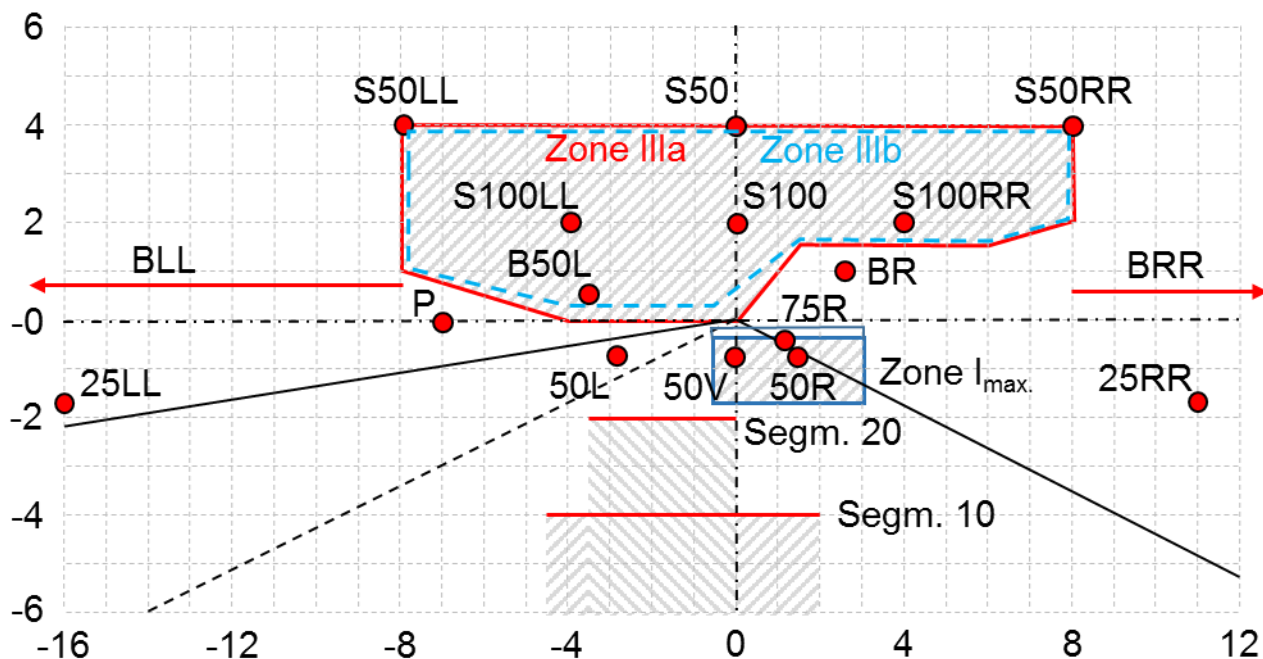 6
S50LL S50 S50RR
4
Zone IIIa Zone IIIb
S100LL S100 S100RR
2
BLL B50L BR BRR
P 75R
-0
25LL 50L 50V 50R Zone Imax. 25RR
-2
Segm. 20
-4 Segm. 10
-6
-16 -12 -8 -4 0 4 8 12